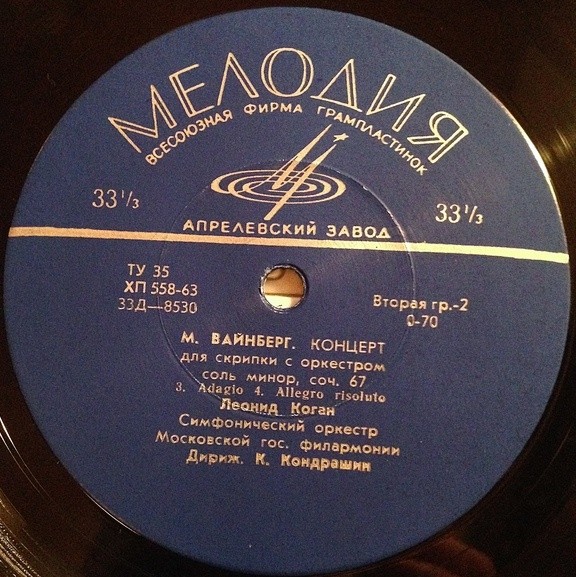 МЕЛОДИЯ
ВСЕСОЮЗНАЯ ФИРМА ГРАМПЛАСТИНОК
33 1/3
33 1/3
АПРЕЛЕВСКИЙ ЗАВОД
ТУ 35
ХП 558-63
33Д—8530
Вторая гр.-2
0-70
М. ВАЙНБЕРГ. КОНЦЕРТ
для скрипки с оркестром
соль минор, соч. 67
3. Adagio 4. Allegro risoluto
Леонид Коган
Симфонический оркестр
Московской гос. филармонии
Дириж. К. Кондрашин